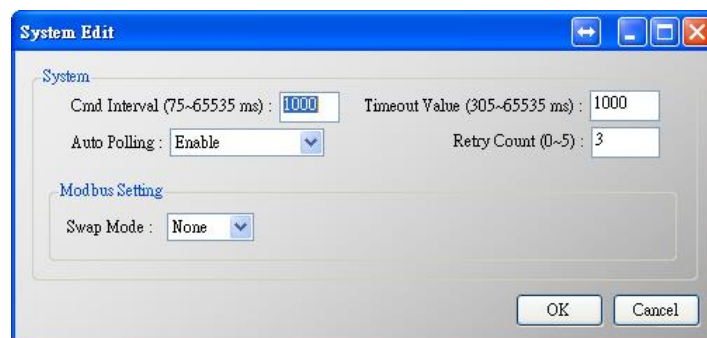 System Edit
System
Cmd Interval (75~65535 ms) : 1000 Timeout Value (305~65535 ms) : 1000
Auto Polling : Enable Retry Count (0~5) : 3
Modbus Setting
Swap Mode : None
OK Cancel